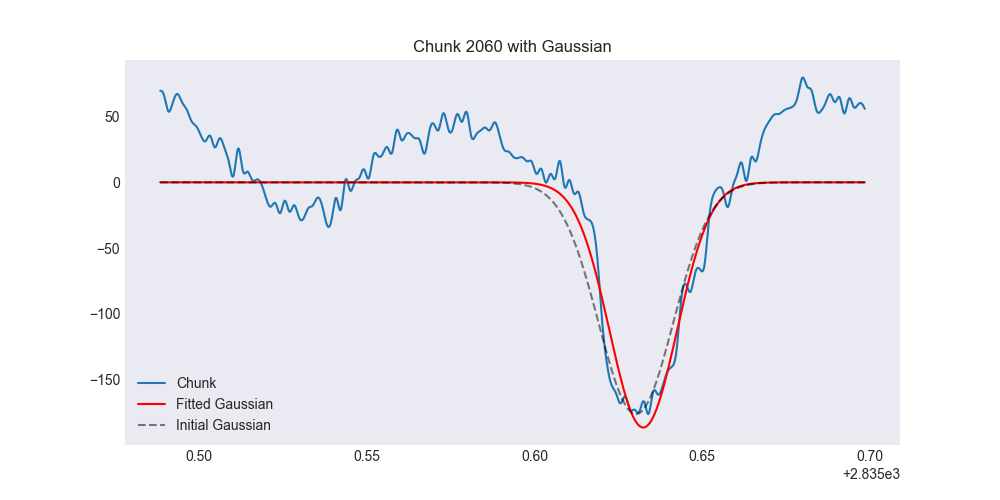 Chunk 2060 with Gaussian
50
0
−50
−100
−150
Chunk
Fitted Gaussian
Initial Gaussian
0.50 0.55 0.60 0.65 0.70
+2.835e3